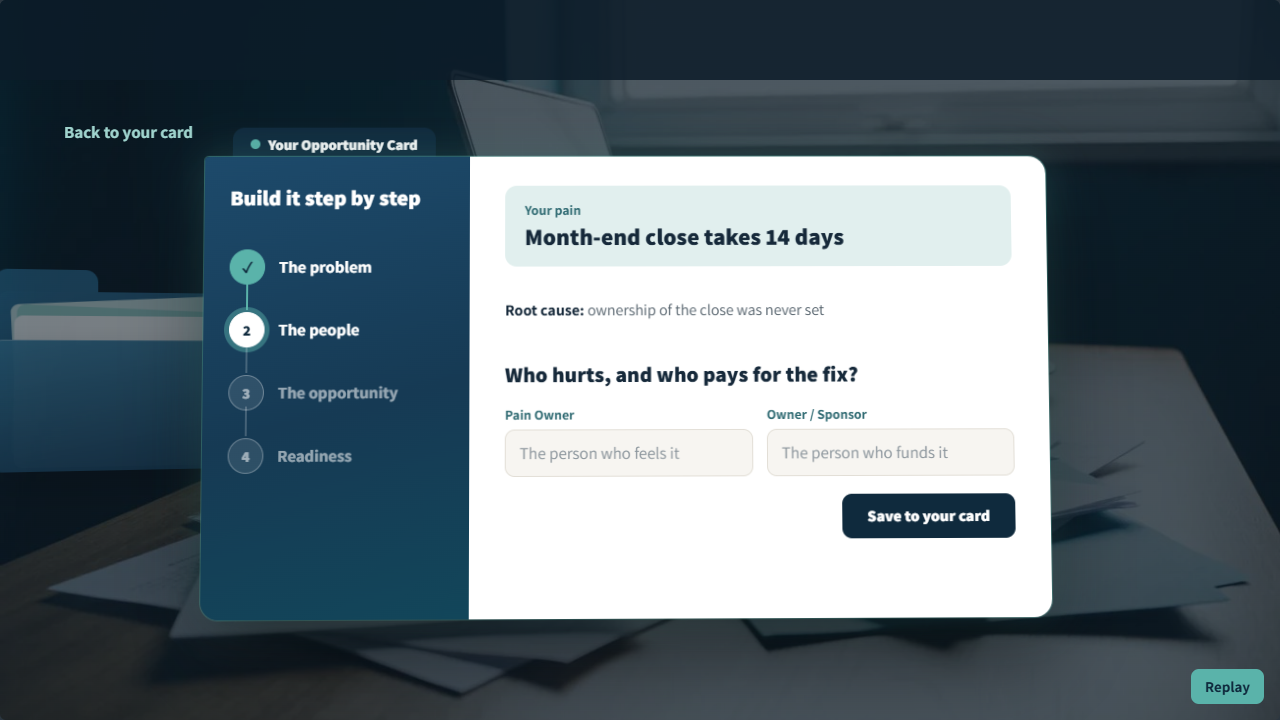 Back to your card
Your Opportunity Card
Build it step by step
✓ The problem
2 The people
3 The opportunity
4 Readiness
Your pain
Month-end close takes 14 days
Root cause: ownership of the close was never set
Who hurts, and who pays for the fix?
Pain Owner
The person who feels it
Owner / Sponsor
The person who funds it
Save to your card
Replay